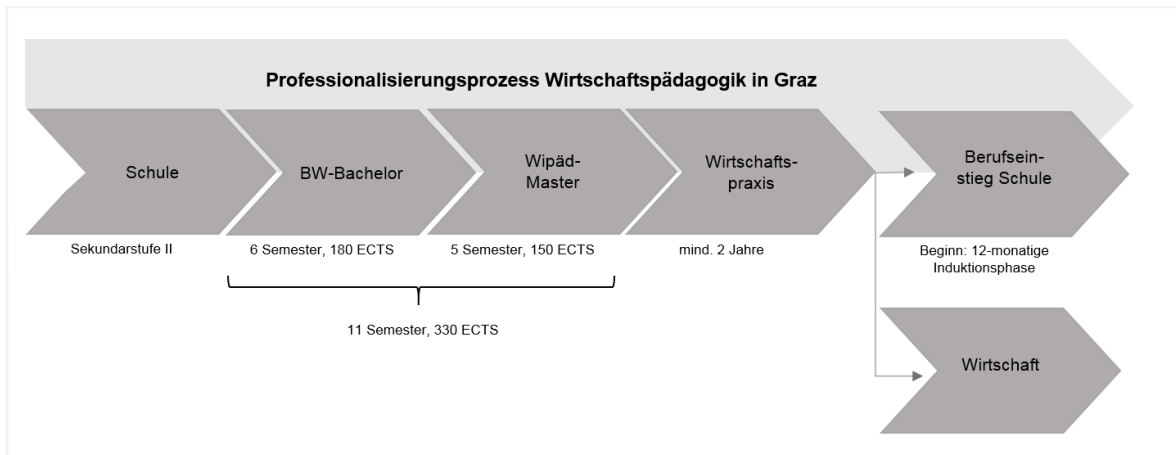 Professionalisierungsprozess Wirtschaftspädagogik in Graz
Schule
BW-Bachelor
Wipäd-
Master
Wirtschafts-
praxis
Berufsein-
stieg Schule
Sekundarstufe II
6 Semester, 180 ECTS
5 Semester, 150 ECTS
mind. 2 Jahre
Beginn: 12-monatige
Induktionsphase
11 Semester, 330 ECTS
Wirtschaft